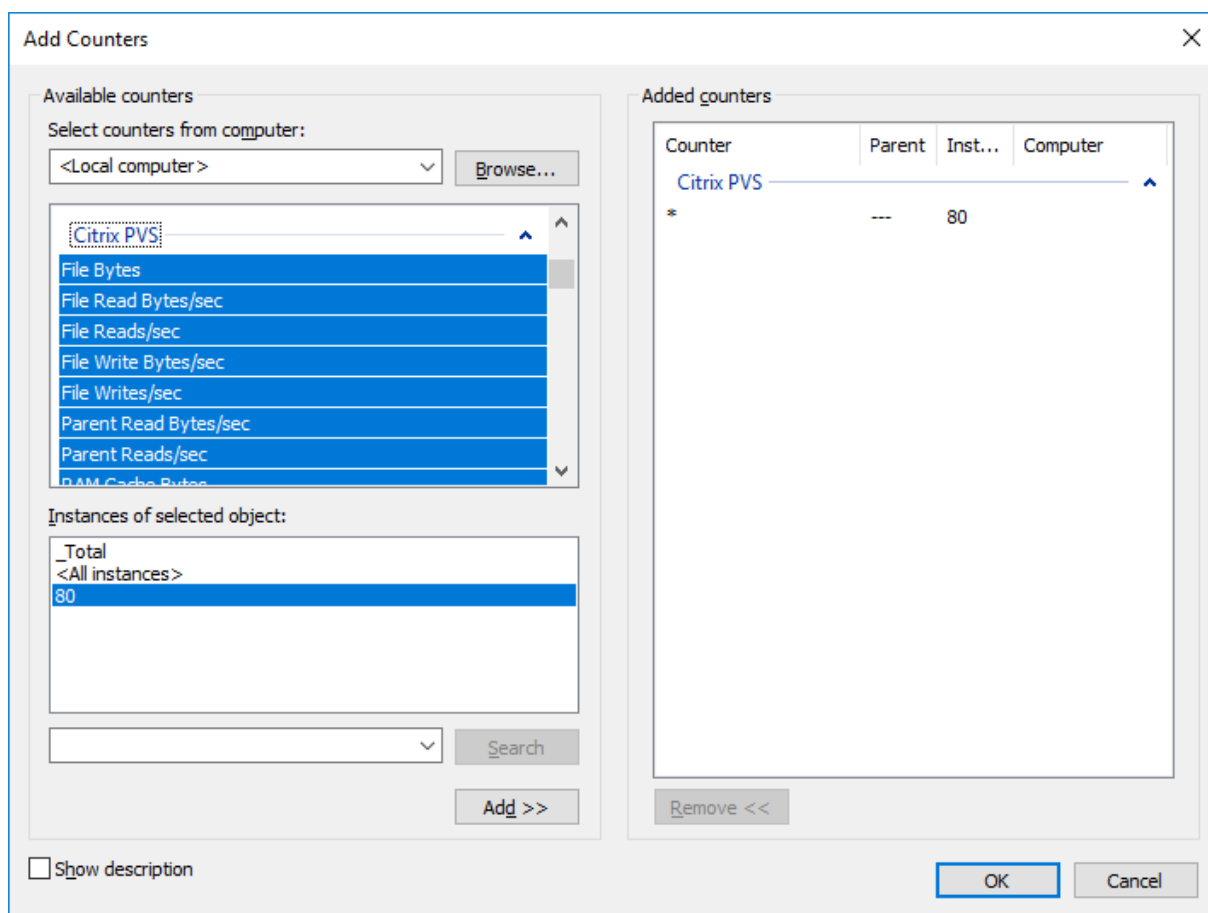 Add Counters
Available counters
Select counters from computer:
<Local computer>
Browse...
Citrix PVS
File Bytes
File Read Bytes/sec
File Reads/sec
File Write Bytes/sec
File Writes/sec
Parent Read Bytes/sec
Parent Reads/sec
RAM Cache Bytes
Instances of selected object:
_Total
<All instances>
80
Search
Add >>
Show description
Added counters
Counter Parent Inst... Computer
Citrix PVS
* --- 80
Remove <<
OK Cancel